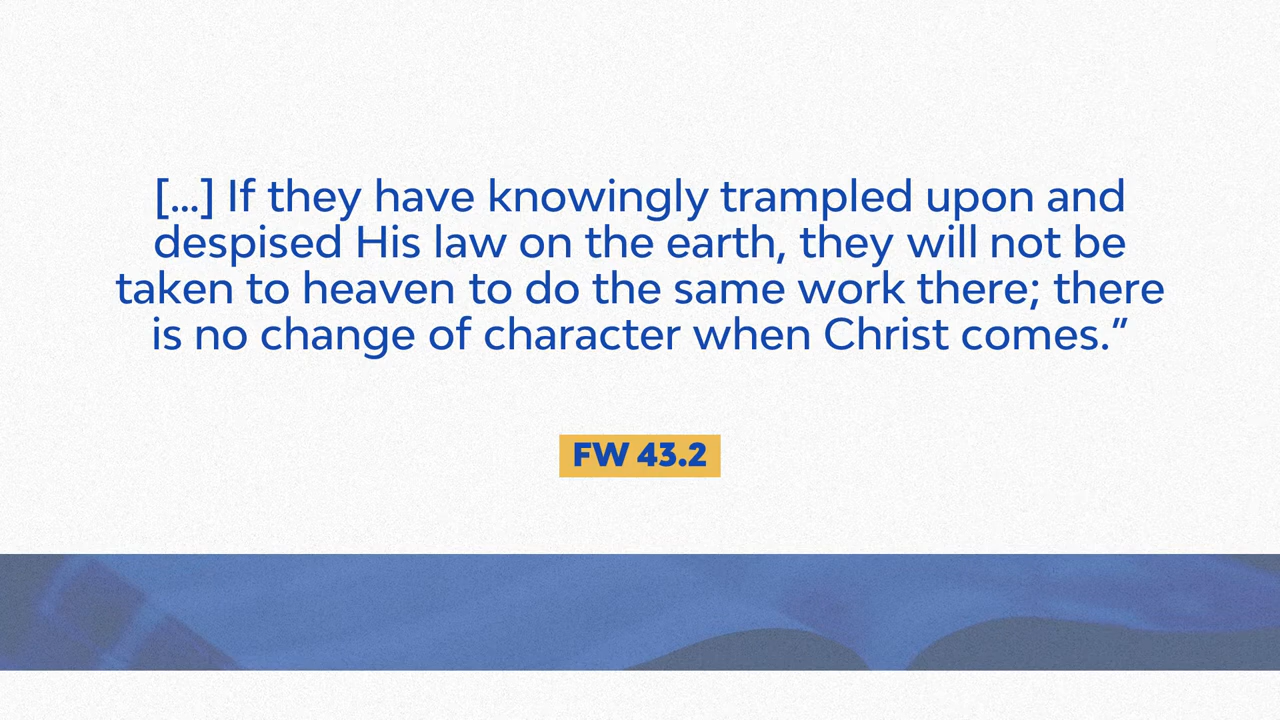 [...] If they have knowingly trampled upon and
despised His law on the earth, they will not be
taken to heaven to do the same work there; there
is no change of character when Christ comes.”
FW 43.2